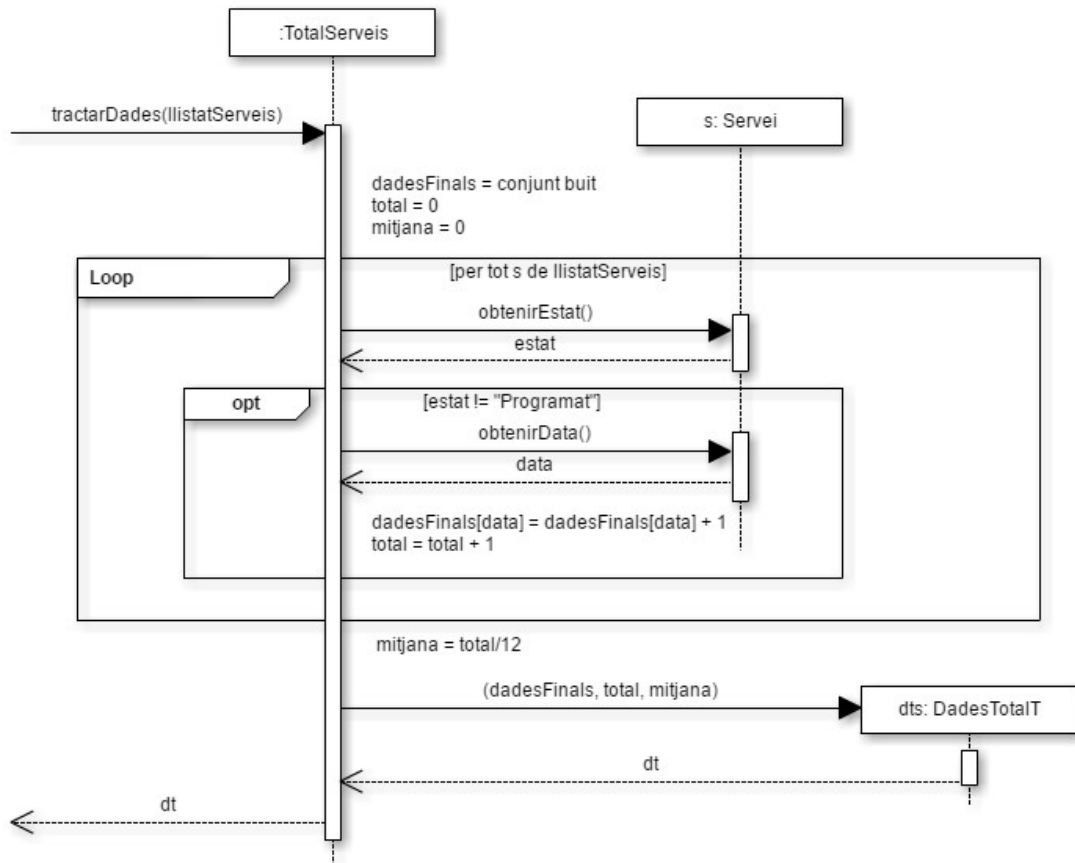 :TotalServeis
tractarDades(llistatServeis)
s: Servei
dadesFinals = conjunt buit
total = 0
mitjana = 0
Loop
[per tot s de llistatServeis]
obtenirEstat()
estat
opt
[estat != "Programat"]
obtenirData()
data
dadesFinals[data] = dadesFinals[data] + 1
total = total + 1
mitjana = total/12
(dadesFinals, total, mitjana)
dts: DadesTotalT
dt
dt